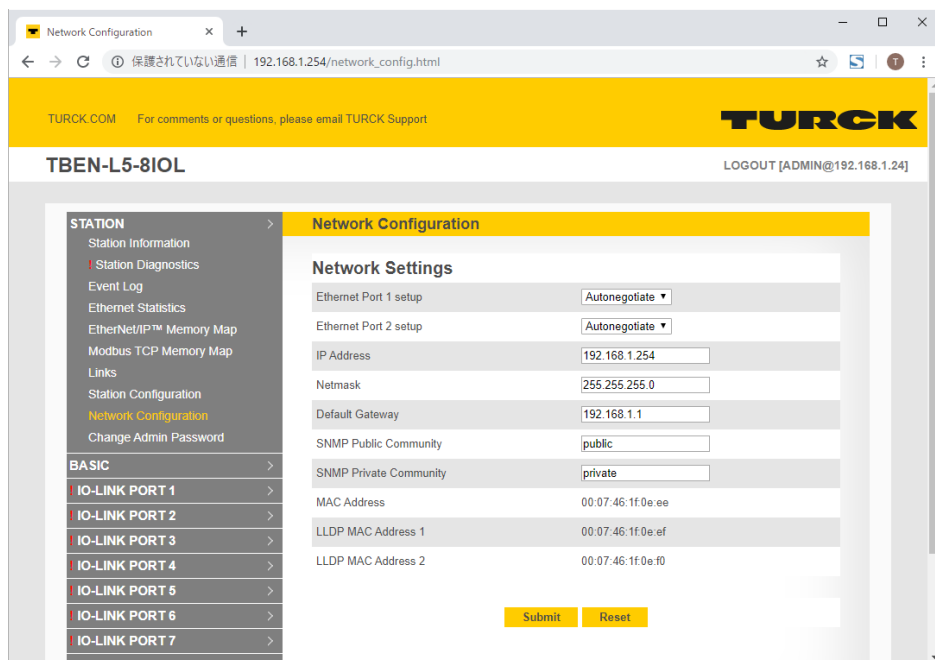 Network Configuration
保護されていない通信 | 192.168.1.254/network_config.html
T
TURCK.COM For comments or questions, please email TURCK Support
TURCK
TBEN-L5-8IOL
LOGOUT [ADMIN@192.168.1.24]
STATION
Station Information
! Station Diagnostics
Event Log
Ethernet Statistics
EtherNet/IP™ Memory Map
Modbus TCP Memory Map
Links
Station Configuration
Network Configuration
Change Admin Password
BASIC
! IO-LINK PORT 1
! IO-LINK PORT 2
! IO-LINK PORT 3
! IO-LINK PORT 4
! IO-LINK PORT 5
! IO-LINK PORT 6
! IO-LINK PORT 7
Network Configuration
Network Settings
Ethernet Port 1 setup Autonegotiate
Ethernet Port 2 setup Autonegotiate
IP Address 192.168.1.254
Netmask 255.255.255.0
Default Gateway 192.168.1.1
SNMP Public Community public
SNMP Private Community private
MAC Address 00:07:46:1f:0e:ee
LLDP MAC Address 1 00:07:46:1f:0e:ef
LLDP MAC Address 2 00:07:46:1f:0e:f0
Submit Reset